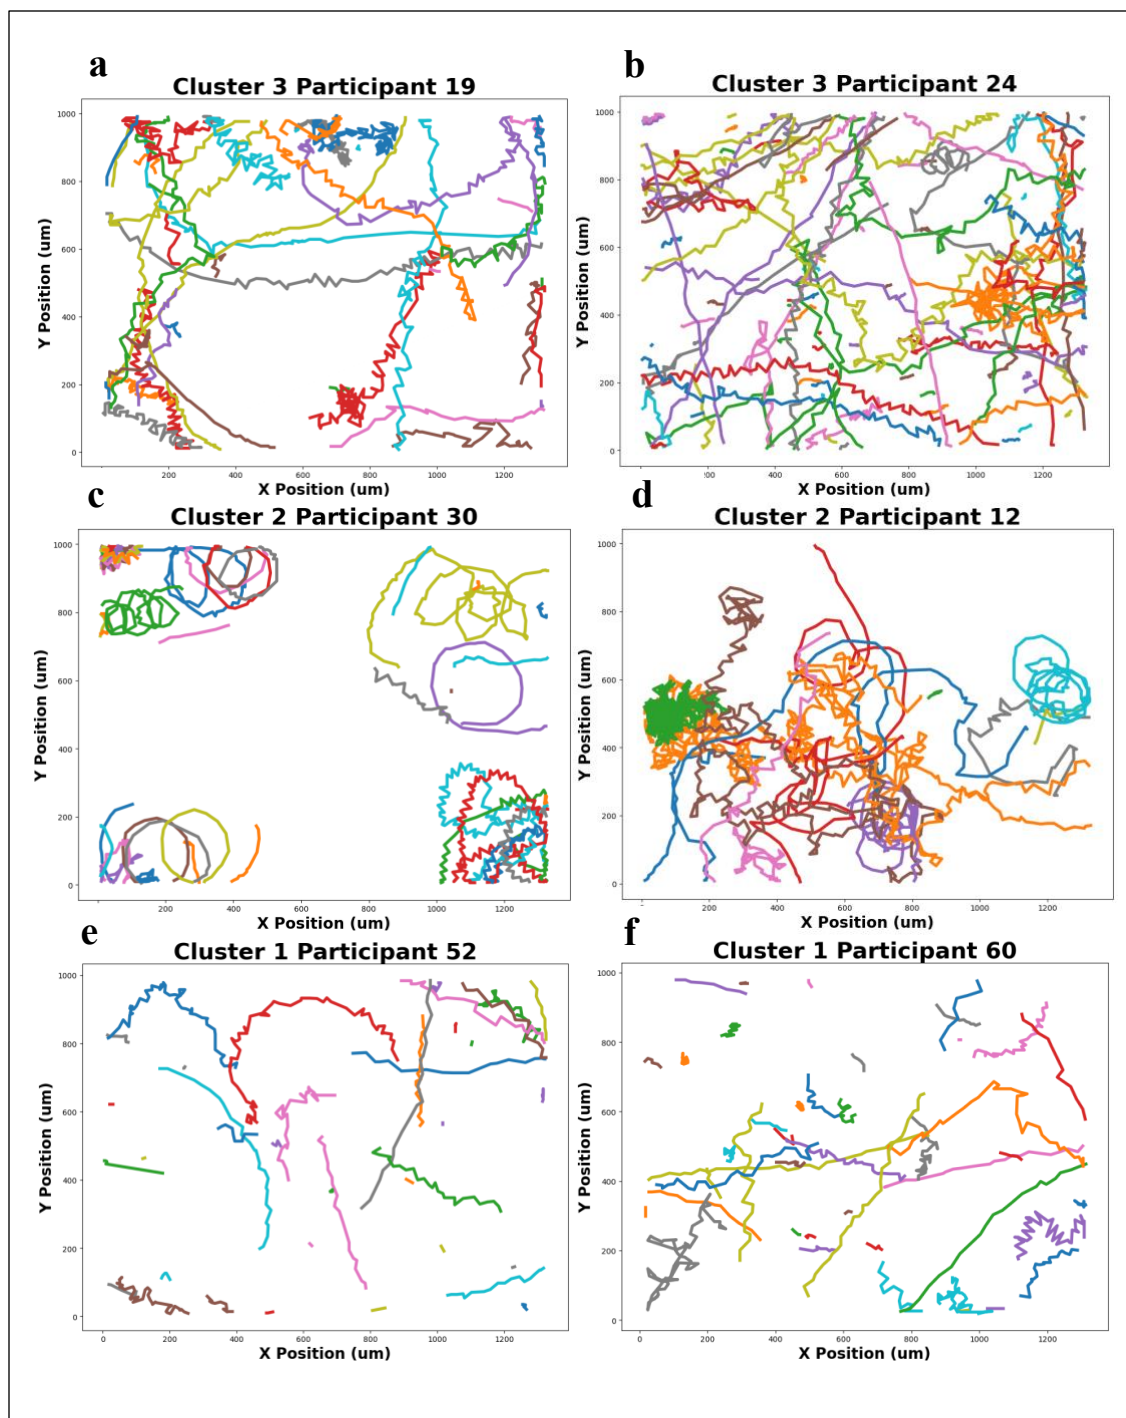 a
Cluster 3 Participant 19
1000
800
600
400
200
0
Y Position (um)
200 400 600 800 1000 1200
X Position (um)
b
Cluster 3 Participant 24
1000
800
600
400
200
0
Y Position (um)
200 400 600 800 1000 1200
X Position (um)
c
Cluster 2 Participant 30
1000
800
600
400
200
0
Y Position (um)
0 200 400 600 800 1000 1200
X Position (um)
d
Cluster 2 Participant 12
1000
800
600
400
200
0
Y Position (um)
200 400 600 800 1000 1200
X Position (um)
e
Cluster 1 Participant 52
1000
800
600
400
200
0
Y Position (um)
0 200 400 600 800 1000 1200
X Position (um)
f
Cluster 1 Participant 60
1000
800
600
400
200
0
Y Position (um)
0 200 400 600 800 1000 1200
X Position (um)